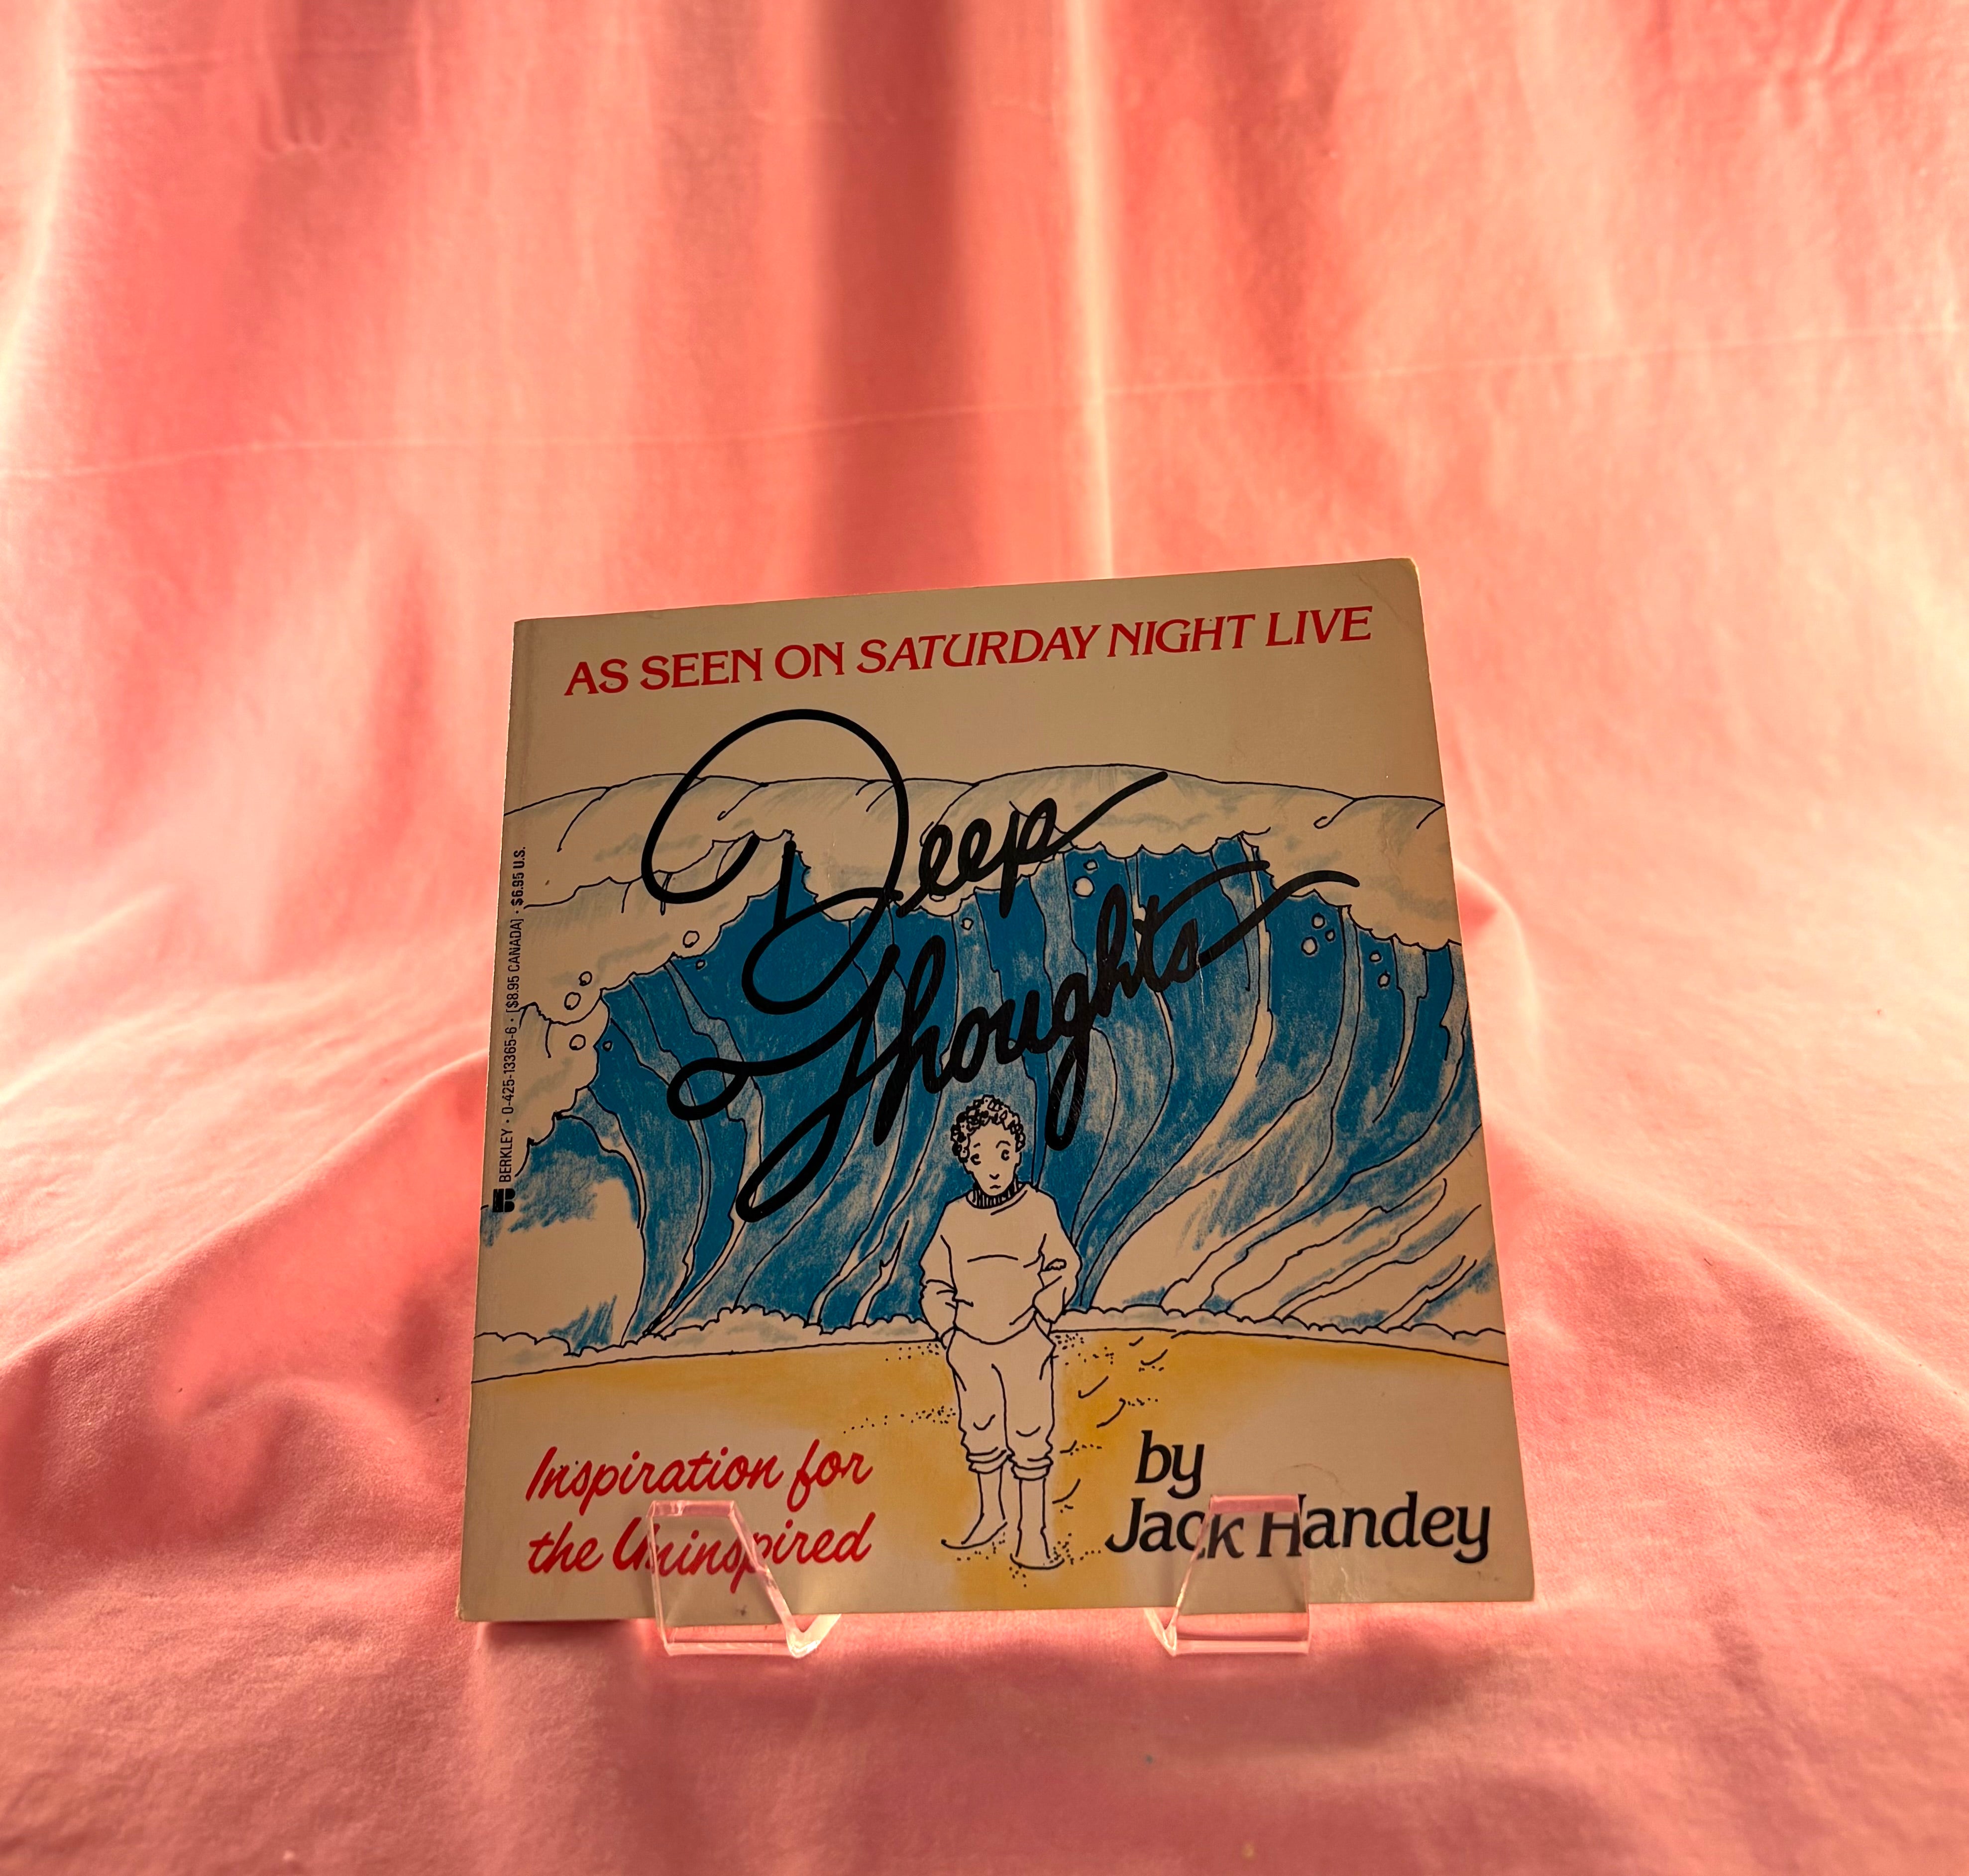 AS SEEN ON SATURDAY NIGHT LIVE
Deep
Thoughts
BERKLEY • 0-425-13365-6 • [$8.95 CANADA] • $6.95 U.S.
Inspiration for
the Uninspired
by
Jack Handey